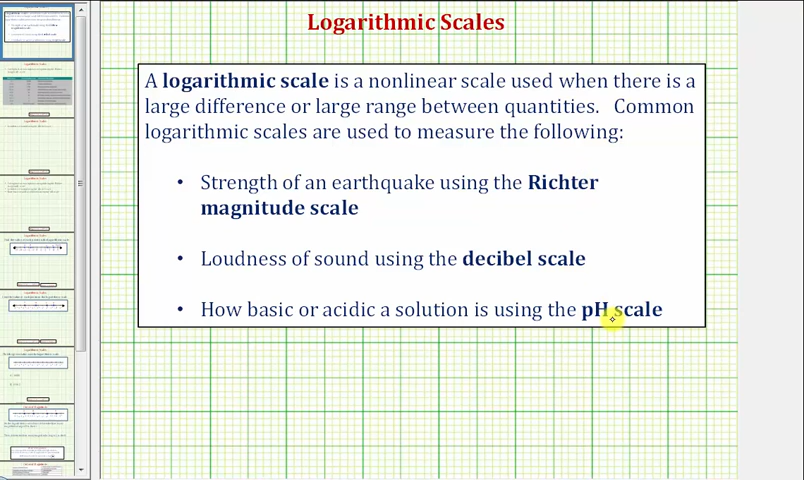 Logarithmic Scales
A logarithmic scale is a nonlinear scale used when there is a
large difference or large range between quantities. Common
logarithmic scales are used to measure the following:
• Strength of an earthquake using the Richter
magnitude scale
• Loudness of sound using the decibel scale
• How basic or acidic a solution is using the pH scale